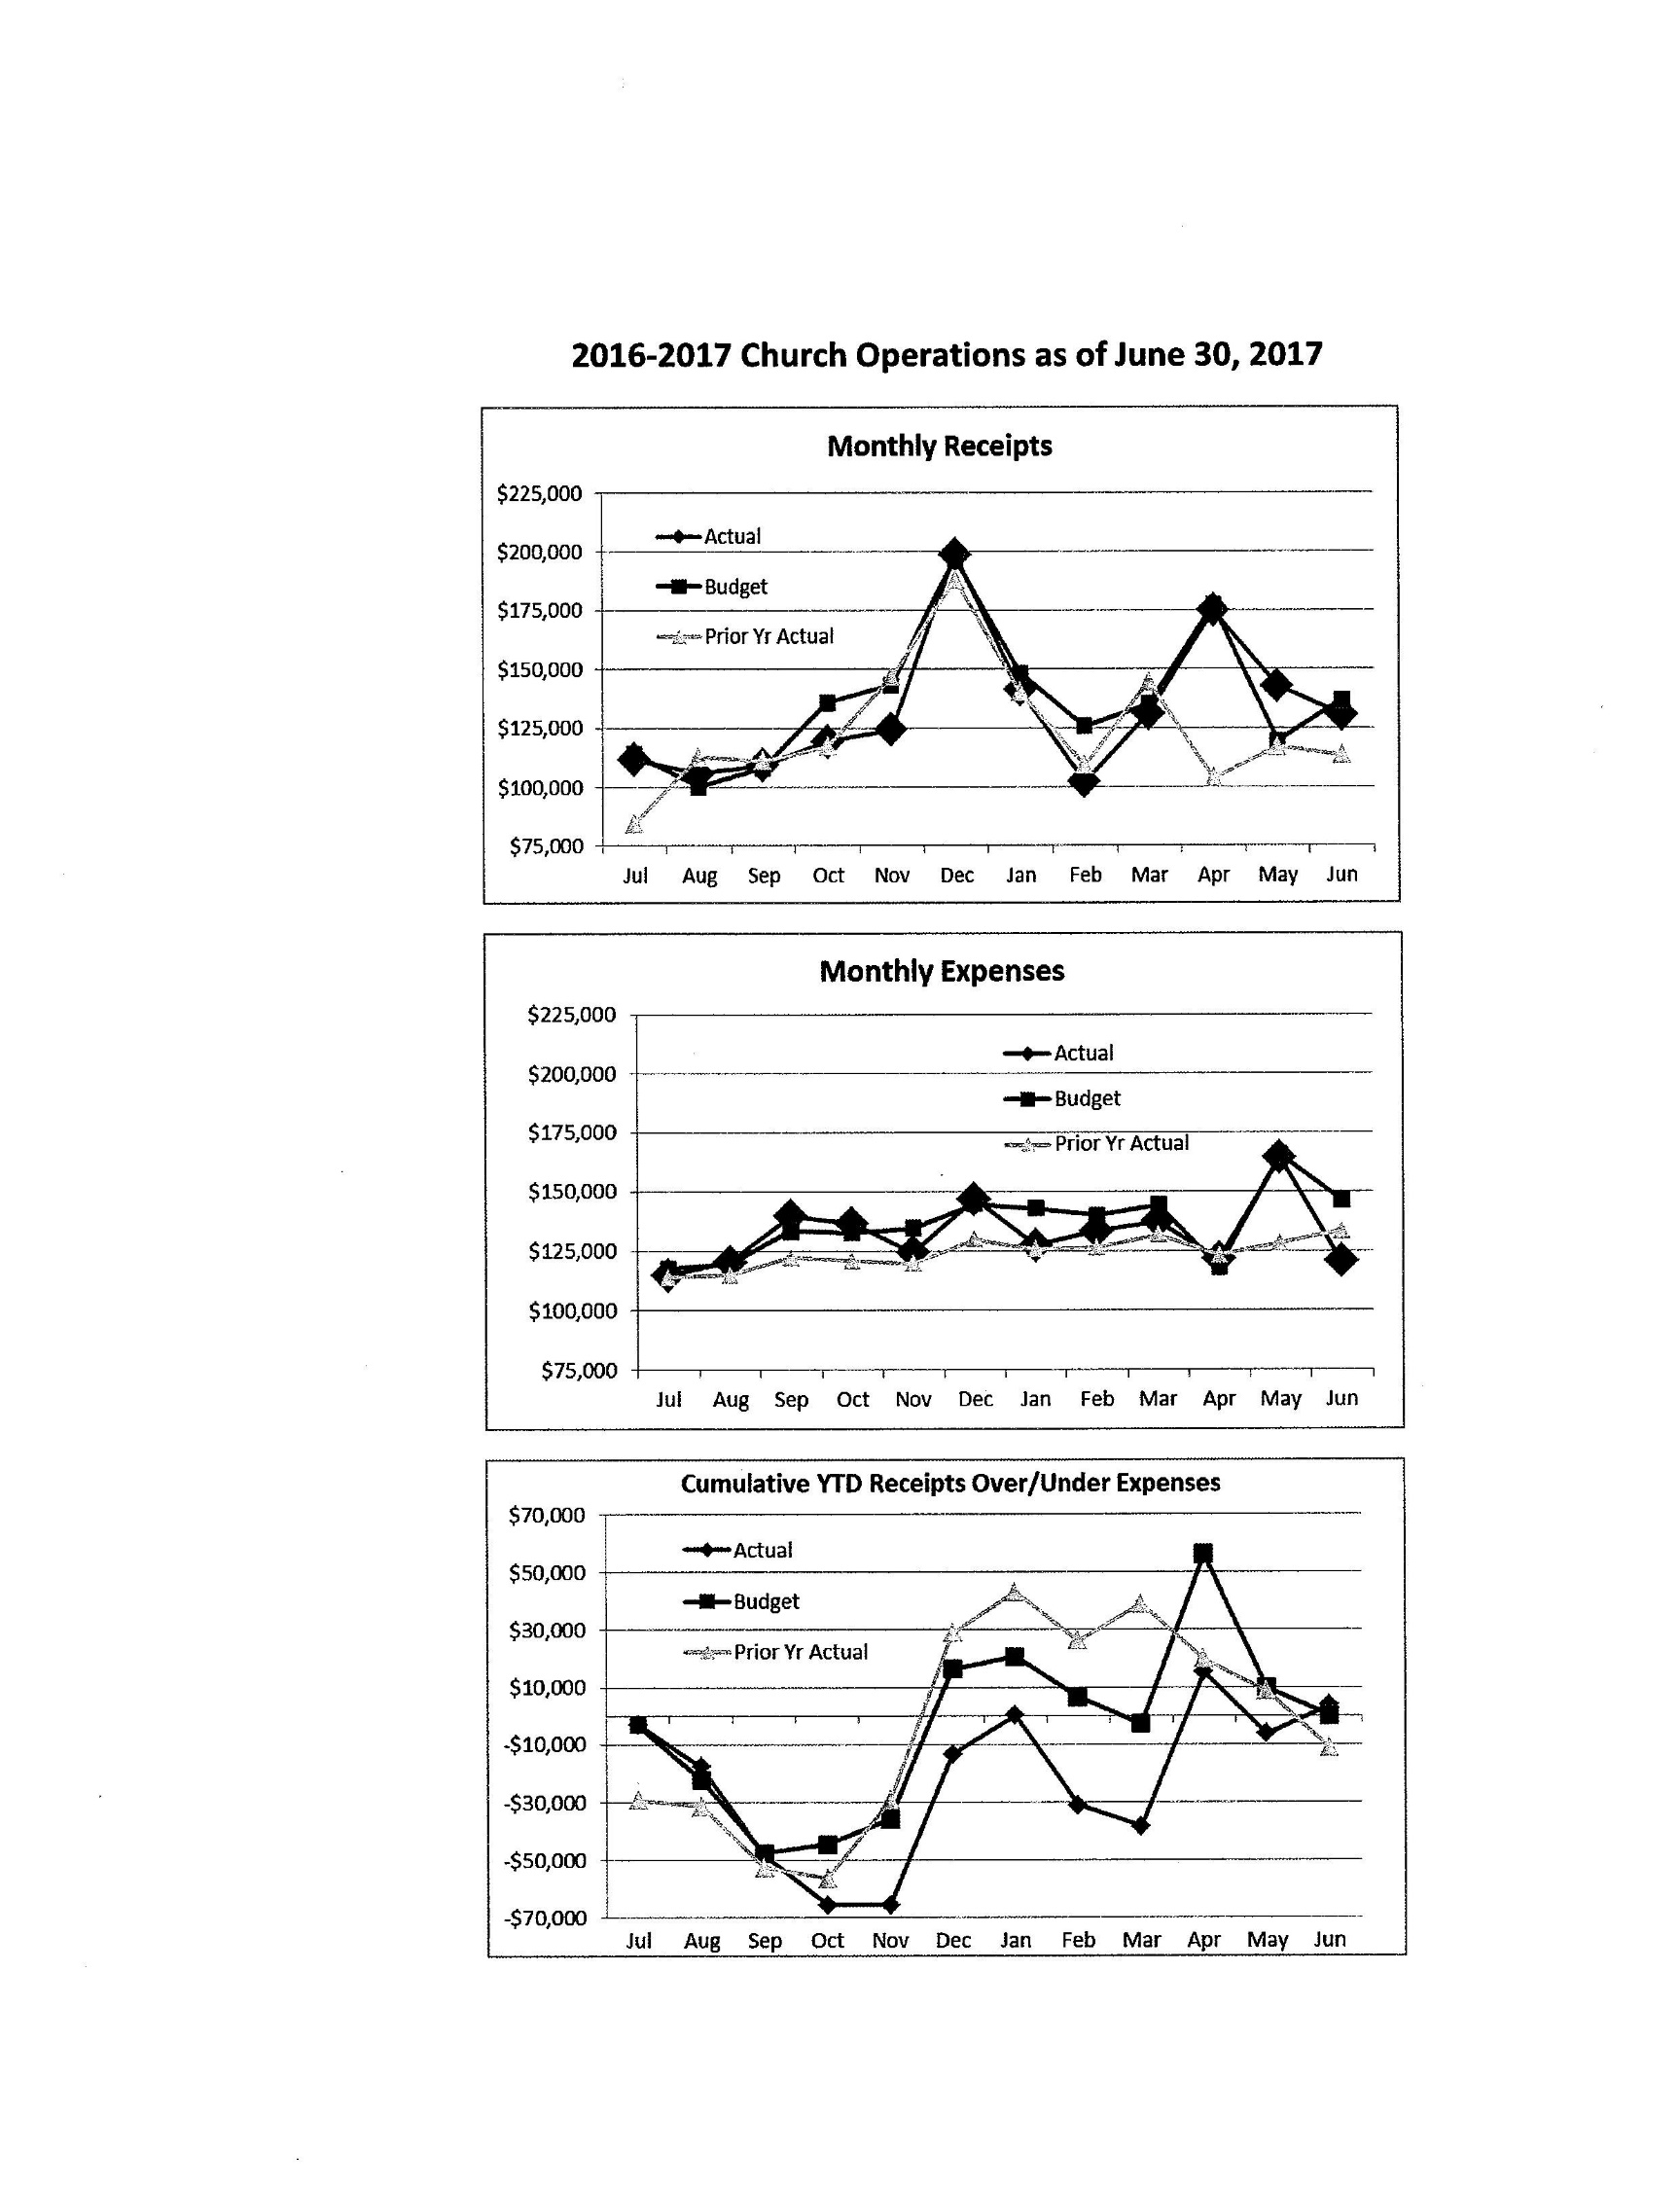 2016-2017 Church Operations as of June 30, 2017
Monthly Receipts
$225,000
$200,000
$175,000
$150,000
$125,000
$100,000
$75,000
Actual
Budget
Prior Yr Actual
Jul Aug Sep Oct Nov Dec Jan Feb Mar Apr May Jun
Monthly Expenses
$225,000
$200,000
$175,000
$150,000
$125,000
$100,000
$75,000
Actual
Budget
Prior Yr Actual
Jul Aug Sep Oct Nov Dec Jan Feb Mar Apr May Jun
Cumulative YTD Receipts Over/Under Expenses
$70,000
$50,000
$30,000
$10,000
-$10,000
-$30,000
-$50,000
-$70,000
Actual
Budget
Prior Yr Actual
Jul Aug Sep Oct Nov Dec Jan Feb Mar Apr May Jun